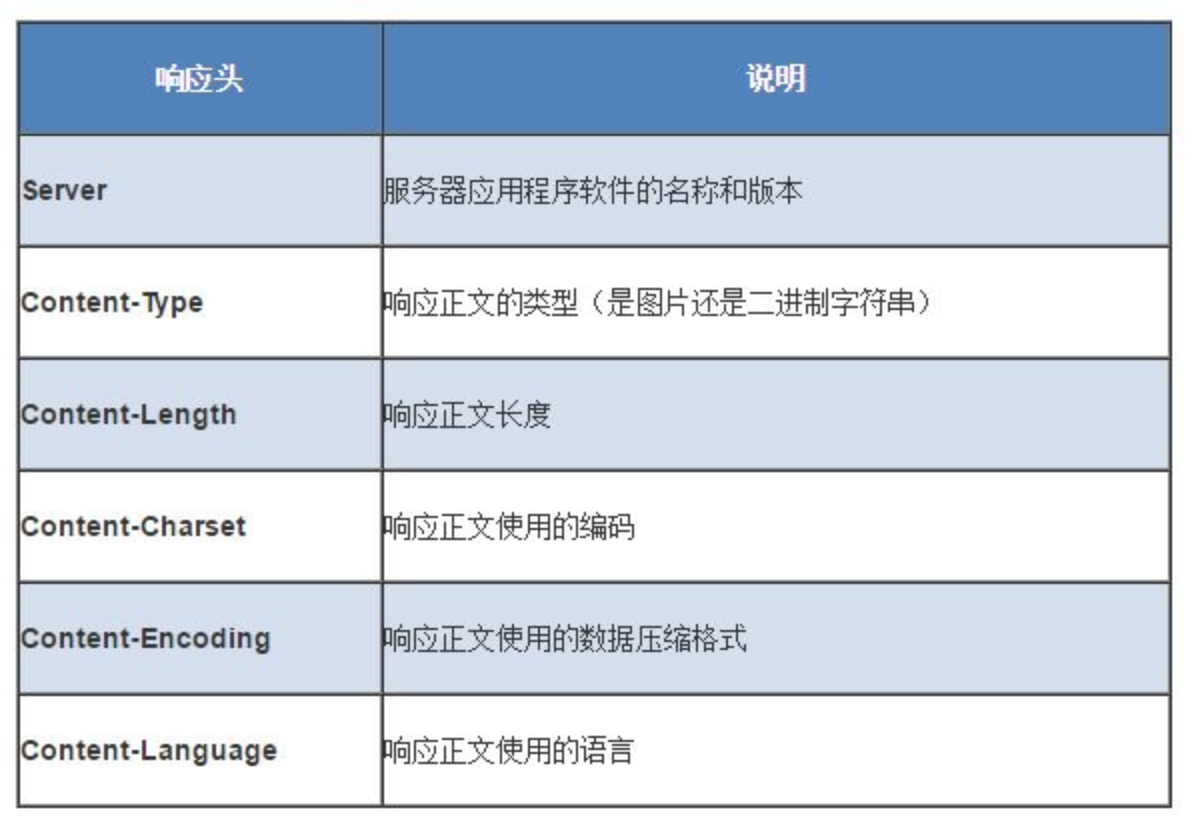 响应头 说明
Server 服务器应用程序软件的名称和版本
Content-Type 响应正文的类型（是图片还是二进制字符串）
Content-Length 响应正文长度
Content-Charset 响应正文使用的编码
Content-Encoding 响应正文使用的数据压缩格式
Content-Language 响应正文使用的语言